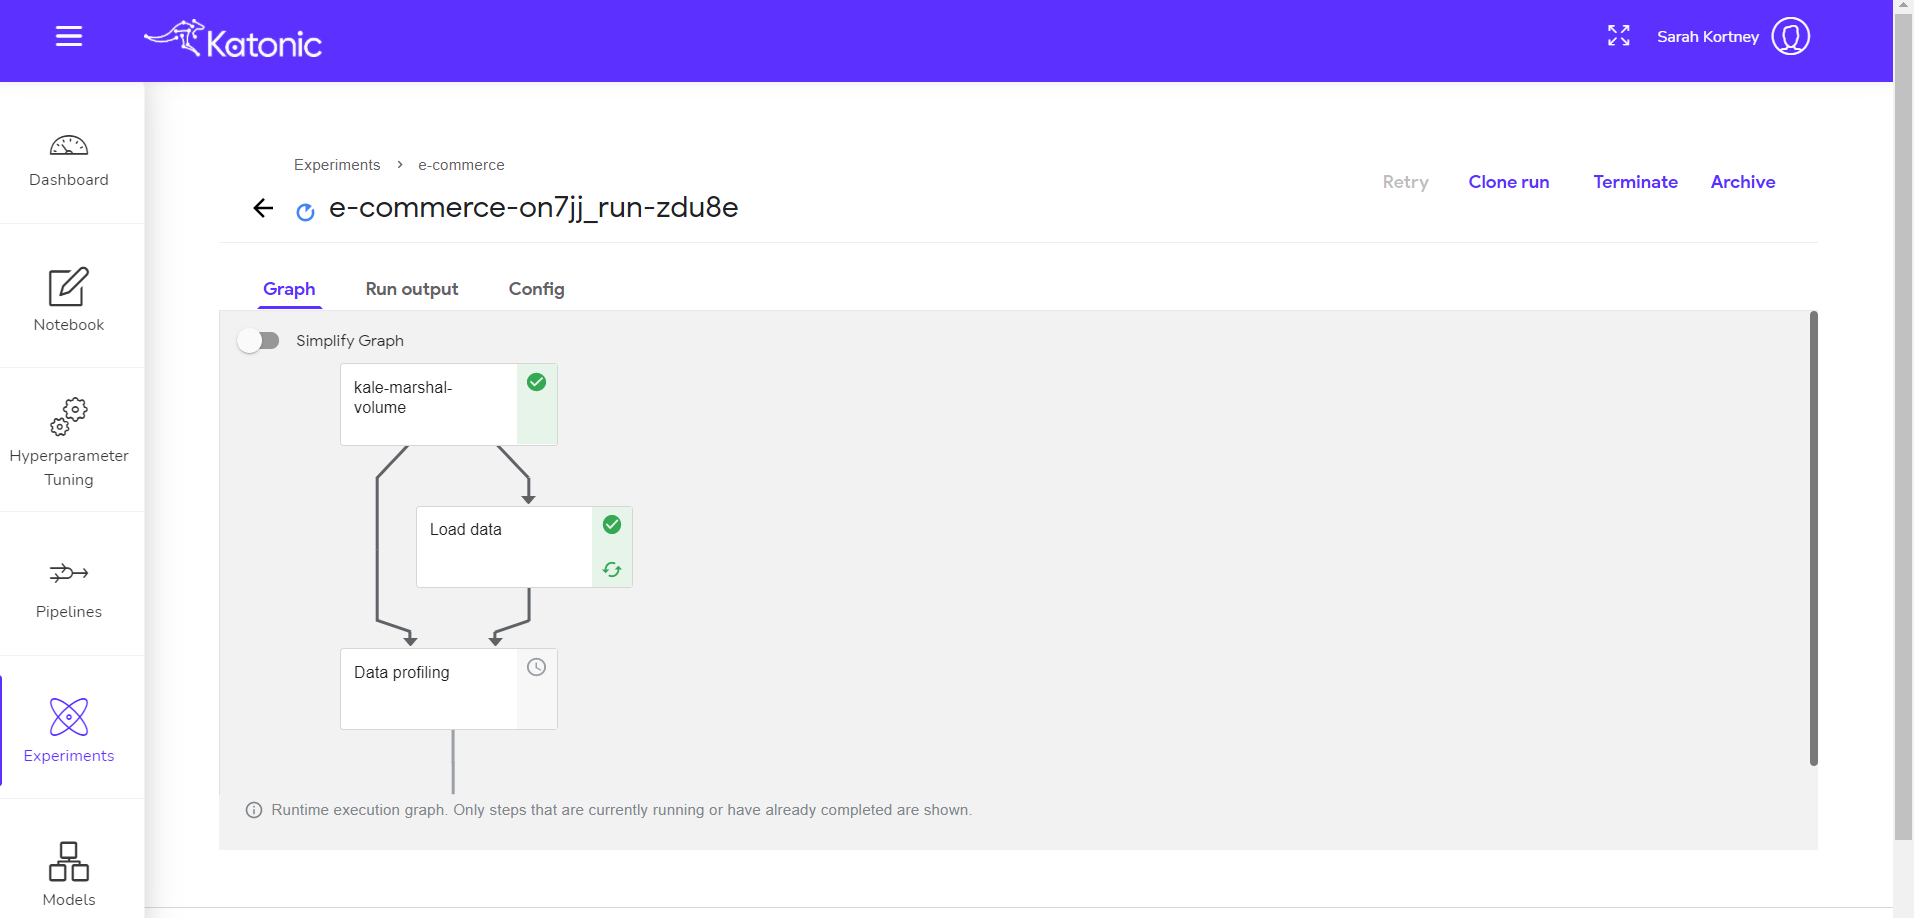 Katonic
Sarah Kortney
Dashboard
Notebook
Hyperparameter
Tuning
Pipelines
Experiments
Models
Experiments > e-commerce
e-commerce-on7jj_run-zdu8e
Retry Clone run Terminate Archive
Graph Run output Config
Simplify Graph
kale-marshal-
volume
Load data
Data profiling
Runtime execution graph. Only steps that are currently running or have already completed are shown.